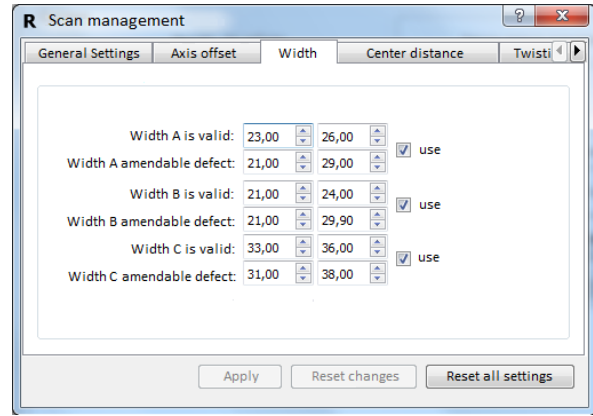 R Scan management ? X
General Settings Axis offset Width Center distance Twisti
Width A is valid: 23,00 26,00
use
Width A amendable defect: 21,00 29,00
Width B is valid: 21,00 24,00
use
Width B amendable defect: 21,00 29,90
Width C is valid: 33,00 36,00
use
Width C amendable defect: 31,00 38,00
Apply Reset changes Reset all settings